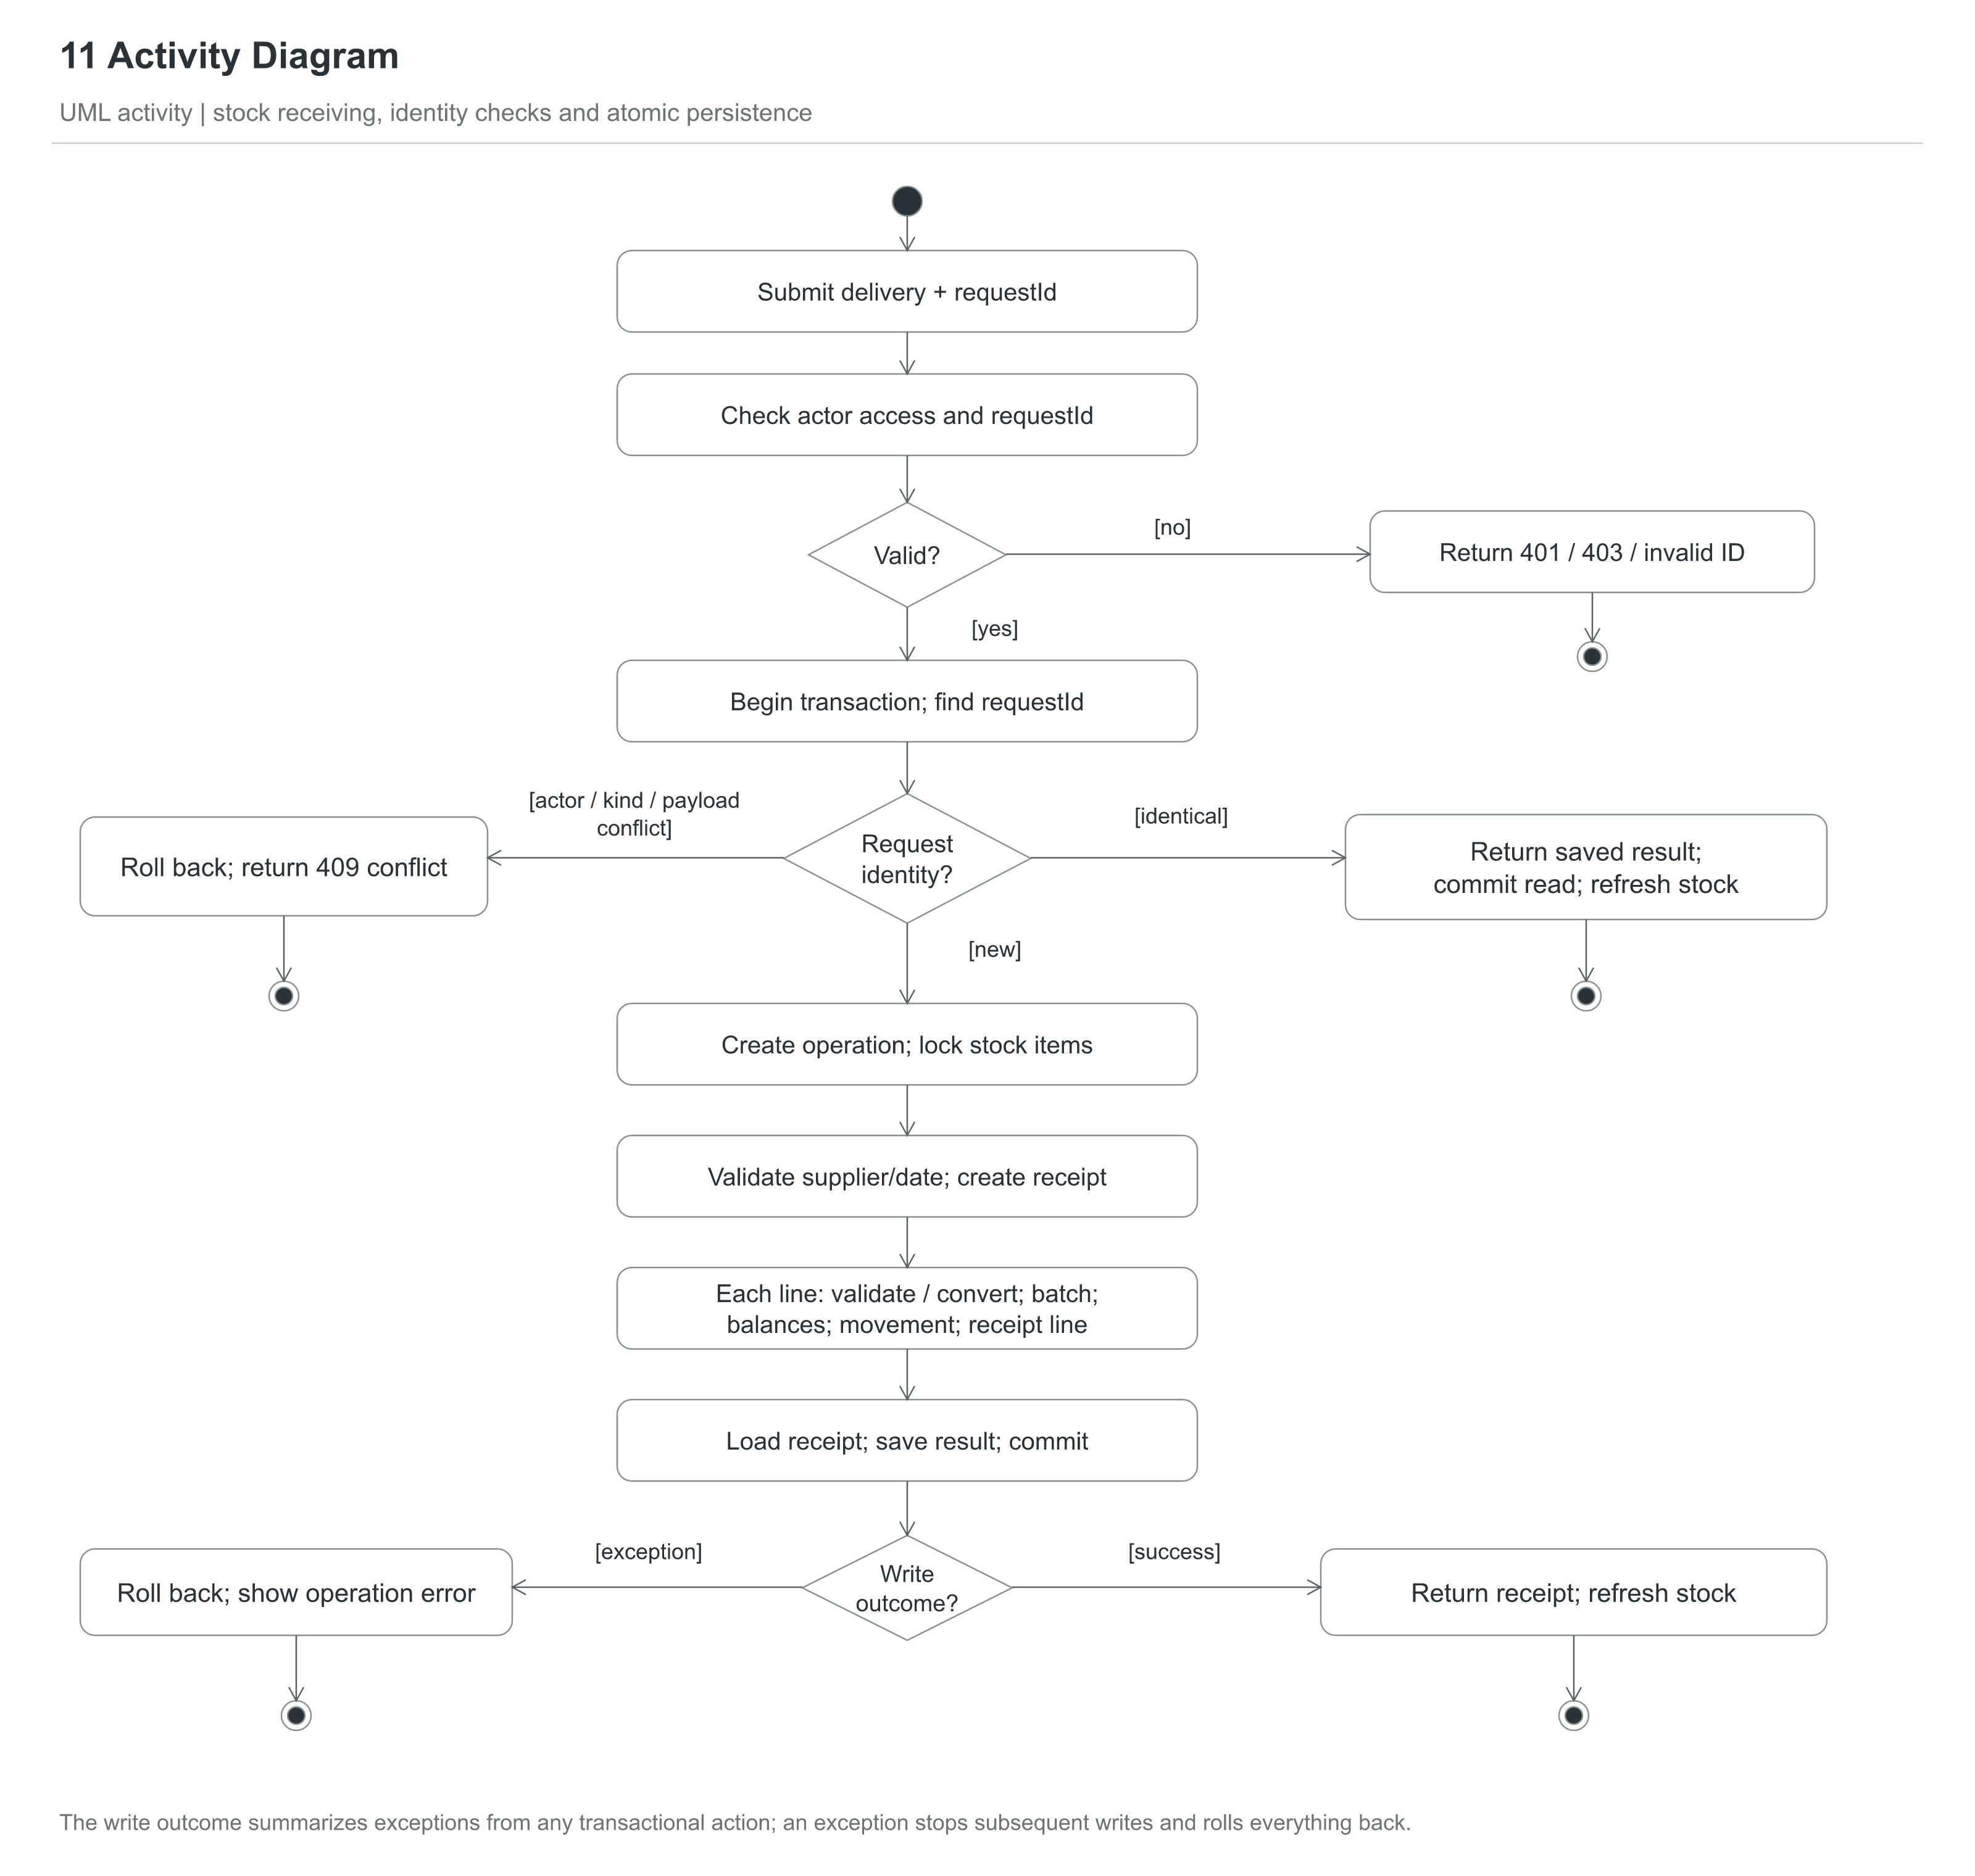 11 Activity Diagram
UML activity | stock receiving, identity checks and atomic persistence
Submit delivery + requestId
Check actor access and requestId
Valid?
[no]
Return 401 / 403 / invalid ID
[yes]
Begin transaction; find requestId
[actor / kind / payload
conflict]
Roll back; return 409 conflict
Request
identity?
[identical]
Return saved result;
commit read; refresh stock
[new]
Create operation; lock stock items
Validate supplier/date; create receipt
Each line: validate / convert; batch;
balances; movement; receipt line
Load receipt; save result; commit
[exception]
Roll back; show operation error
Write
outcome?
[success]
Return receipt; refresh stock
The write outcome summarizes exceptions from any transactional action; an exception stops subsequent writes and rolls everything back.